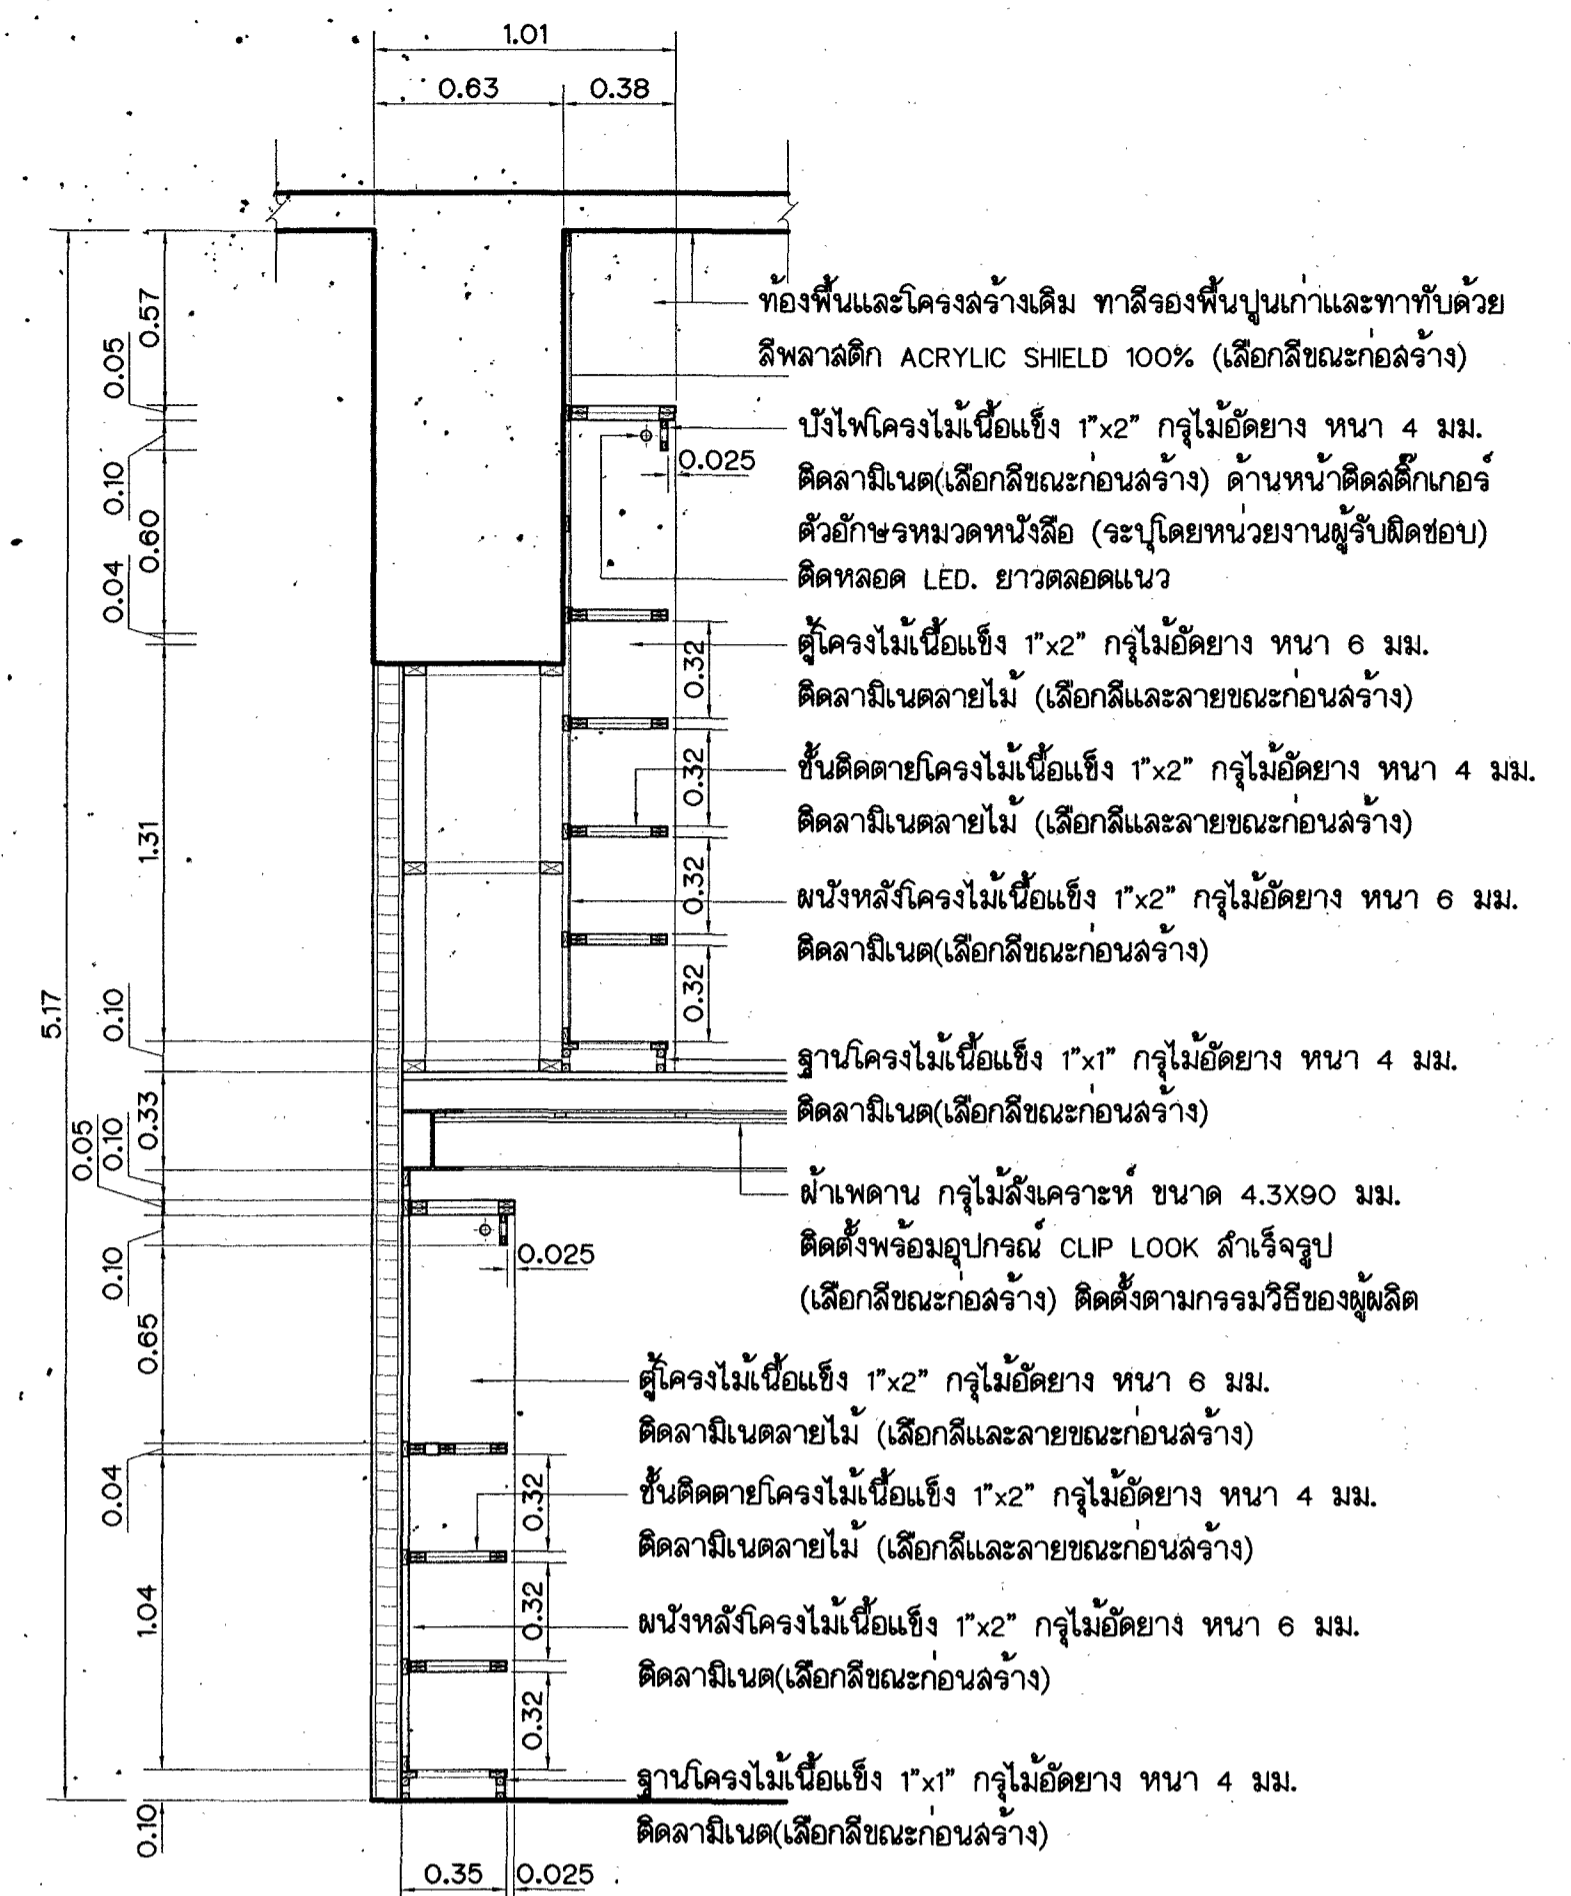 1.01
0.63
0.38
0.57
0.05
0.10
0.60
0.04
1.31
5.17
0.10
0.33
0.10
0.05
0.10
0.65
0.04
1.04
0.10
ท้องพื้นและโครงสร้างเดิม ทาสีรองพื้นปูนเก่าและทาทับด้วย
สีพลาสติก ACRYLIC SHIELD 100% (เลือกสีขณะก่อสร้าง)
บังไฟโครงไม้เนื้อแข็ง 1"x2" กรุไม้อัดยาง หนา 4 มม.
0.025
ติดลามิเนต(เลือกสีขณะก่อนสร้าง) ด้านหน้าติดสติ๊กเกอร์
ตัวอักษรหมวดหนังสือ (ระบุโดยหน่วยงานผู้รับผิดชอบ)
ติดหลอด LED. ยาวตลอดแนว
ตู้โครงไม้เนื้อแข็ง 1"x2" กรุไม้อัดยาง หนา 6 มม.
0.32
ติดลามิเนตลายไม้ (เลือกสีและลายขณะก่อนสร้าง)
0.32
ชั้นติดตายโครงไม้เนื้อแข็ง 1"x2" กรุไม้อัดยาง หนา 4 มม.
ติดลามิเนตลายไม้ (เลือกสีและลายขณะก่อนสร้าง)
0.32
ผนังหลังโครงไม้เนื้อแข็ง 1"x2" กรุไม้อัดยาง หนา 6 มม.
ติดลามิเนต(เลือกสีขณะก่อนสร้าง)
0.32
ฐานโครงไม้เนื้อแข็ง 1"x1" กรุไม้อัดยาง หนา 4 มม.
ติดลามิเนต(เลือกสีขณะก่อนสร้าง)
ฝ้าเพดาน กรุไม้สังเคราะห์ ขนาด 4.3X90 มม.
ติดตั้งพร้อมอุปกรณ์ CLIP LOOK สำเร็จรูป
0.025
(เลือกสีขณะก่อสร้าง) ติดตั้งตามกรรมวิธีของผู้ผลิต
ตู้โครงไม้เนื้อแข็ง 1"x2" กรุไม้อัดยาง หนา 6 มม.
ติดลามิเนตลายไม้ (เลือกสีและลายขณะก่อนสร้าง)
0.32
ชั้นติดตายโครงไม้เนื้อแข็ง 1"x2" กรุไม้อัดยาง หนา 4 มม.
ติดลามิเนตลายไม้ (เลือกสีและลายขณะก่อนสร้าง)
0.32
ผนังหลังโครงไม้เนื้อแข็ง 1"x2" กรุไม้อัดยาง หนา 6 มม.
ติดลามิเนต(เลือกสีขณะก่อนสร้าง)
0.32
ฐานโครงไม้เนื้อแข็ง 1"x1" กรุไม้อัดยาง หนา 4 มม.
ติดลามิเนต(เลือกสีขณะก่อนสร้าง)
0.35
0.025